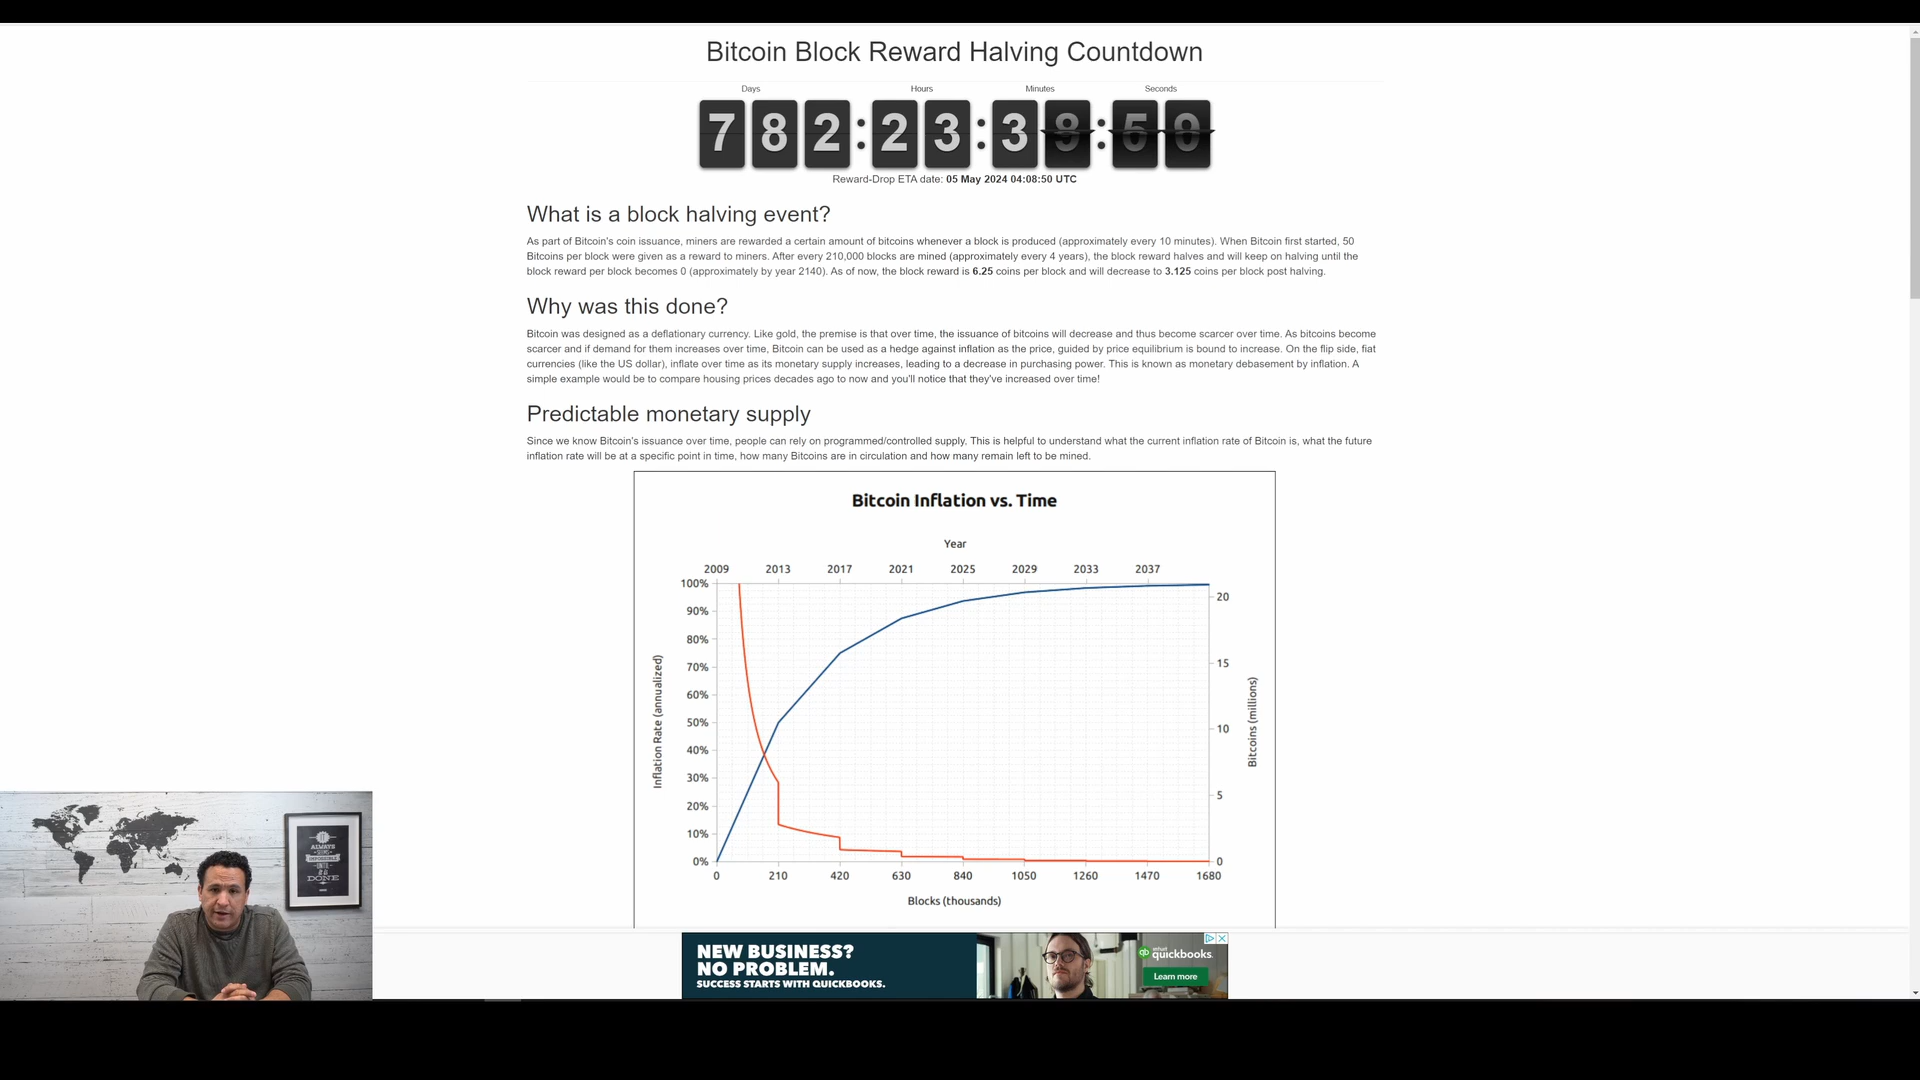 Bitcoin Block Reward Halving Countdown
Days Hours Minutes Seconds
7 8 2 : 2 3 : 3 9 : 5 0
Reward-Drop ETA date: 05 May 2024 04:08:50 UTC
What is a block halving event?
As part of Bitcoin's coin issuance, miners are rewarded a certain amount of bitcoins whenever a block is produced (approximately every 10 minutes). When Bitcoin first started, 50
Bitcoins per block were given as a reward to miners. After every 210,000 blocks are mined (approximately every 4 years), the block reward halves and will keep on halving until the
block reward per block becomes 0 (approximately by year 2140). As of now, the block reward is 6.25 coins per block and will decrease to 3.125 coins per block post halving.
Why was this done?
Bitcoin was designed as a deflationary currency. Like gold, the premise is that over time, the issuance of bitcoins will decrease and thus become scarcer over time. As bitcoins become
scarcer and if demand for them increases over time, Bitcoin can be used as a hedge against inflation as the price, guided by price equilibrium is bound to increase. On the flip side, fiat
currencies (like the US dollar), inflate over time as its monetary supply increases, leading to a decrease in purchasing power. This is known as monetary debasement by inflation. A
simple example would be to compare housing prices decades ago to now and you'll notice that they've increased over time!
Predictable monetary supply
Since we know Bitcoin's issuance over time, people can rely on programmed/controlled supply. This is helpful to understand what the current inflation rate of Bitcoin is, what the future
inflation rate will be at a specific point in time, how many Bitcoins are in circulation and how many remain left to be mined.
Bitcoin Inflation vs. Time
Year
2009 2013 2017 2021 2025 2029 2033 2037
100%
90%
80%
70%
60%
50%
40%
30%
20%
10%
0%
Inflation Rate (annualized)
20
15
10
5
0
Bitcoins (millions)
0 210 420 630 840 1050 1260 1470 1680
Blocks (thousands)
IT
ALWAYS
SEEMS
IMPOSSIBLE
UNTIL
IT IS
DONE
NEW BUSINESS?
NO PROBLEM.
SUCCESS STARTS WITH QUICKBOOKS.
intuit
quickbooks.
Learn more